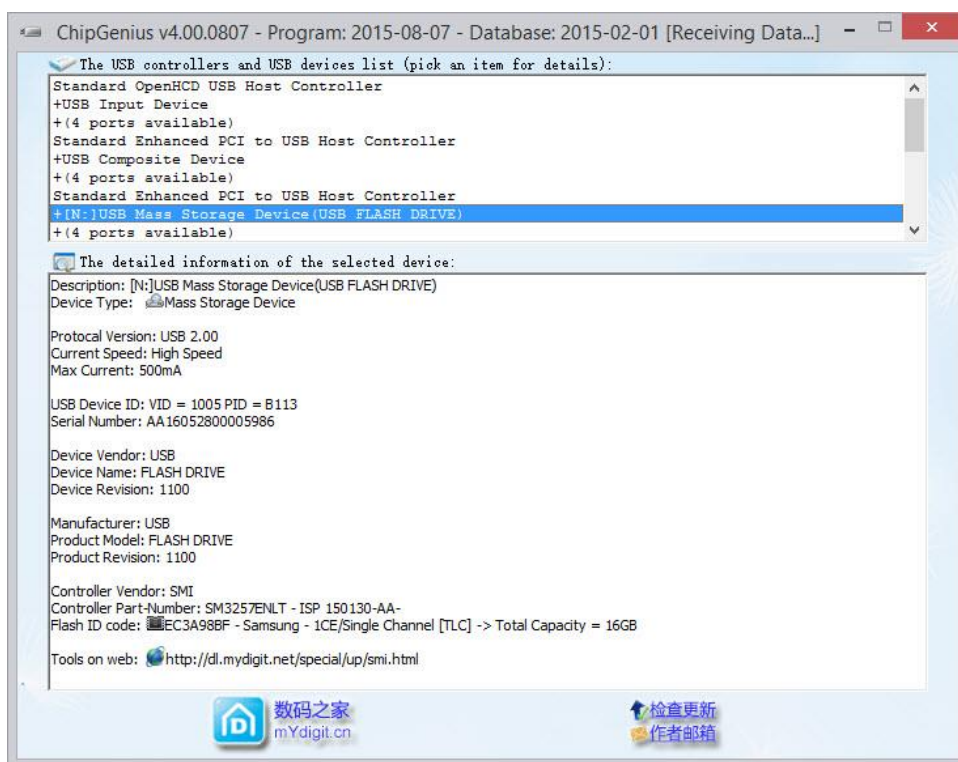 ChipGenius v4.00.0807 - Program: 2015-08-07 - Database: 2015-02-01 [Receiving Data...]
The USB controllers and USB devices list (pick an item for details):
Standard OpenHCD USB Host Controller
+USB Input Device
+(4 ports available)
Standard Enhanced PCI to USB Host Controller
+USB Composite Device
+(4 ports available)
Standard Enhanced PCI to USB Host Controller
+[N:]USB Mass Storage Device(USB FLASH DRIVE)
+(4 ports available)
The detailed information of the selected device:
Description: [N:]USB Mass Storage Device(USB FLASH DRIVE)
Device Type: Mass Storage Device
Protocal Version: USB 2.00
Current Speed: High Speed
Max Current: 500mA
USB Device ID: VID = 1005 PID = B113
Serial Number: AA16052800005986
Device Vendor: USB
Device Name: FLASH DRIVE
Device Revision: 1100
Manufacturer: USB
Product Model: FLASH DRIVE
Product Revision: 1100
Controller Vendor: SMI
Controller Part-Number: SM3257ENLT - ISP 150130-AA-
Flash ID code: EC3A98BF - Samsung - 1CE/Single Channel [TLC] -> Total Capacity = 16GB
Tools on web: http://dl.mydigit.net/special/up/smi.html
数码之家
mYdigit.cn
检查更新
作者邮箱